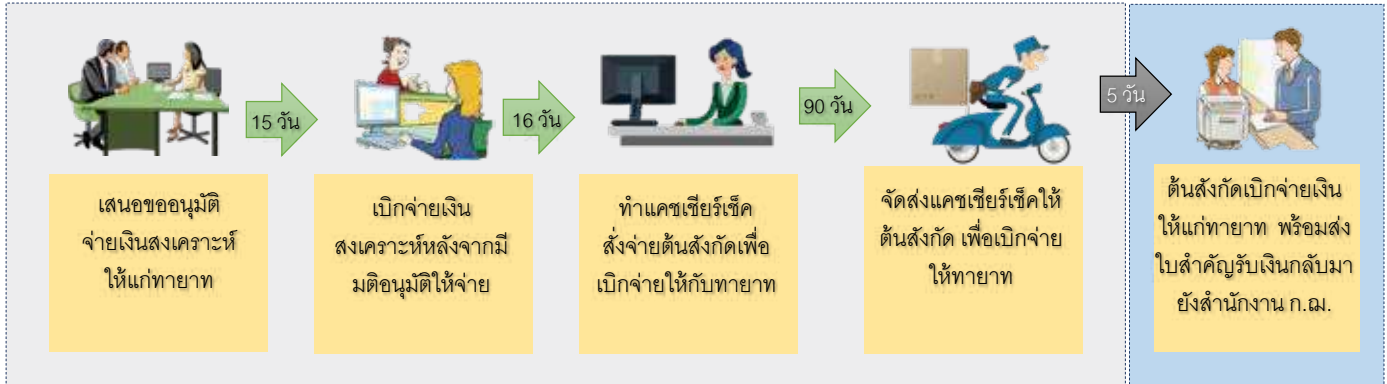 15 วัน
16 วัน
90 วัน
5 วัน
เสนอขออนุมัติ
จ่ายเงินสงเคราะห์
ให้แก่ทายาท
เบิกจ่ายเงิน
สงเคราะห์หลังจากมี
มติอนุมัติให้จ่าย
ทำแคชเชียร์เช็ค
สั่งจ่ายต้นสังกัดเพื่อ
เบิกจ่ายให้กับทายาท
จัดส่งแคชเชียร์เช็คให้
ต้นสังกัด เพื่อเบิกจ่าย
ให้ทายาท
ต้นสังกัดเบิกจ่ายเงิน
ให้แก่ทายาท พร้อมส่ง
ใบสำคัญรับเงินกลับมา
ยังสำนักงาน ก.ฌ.